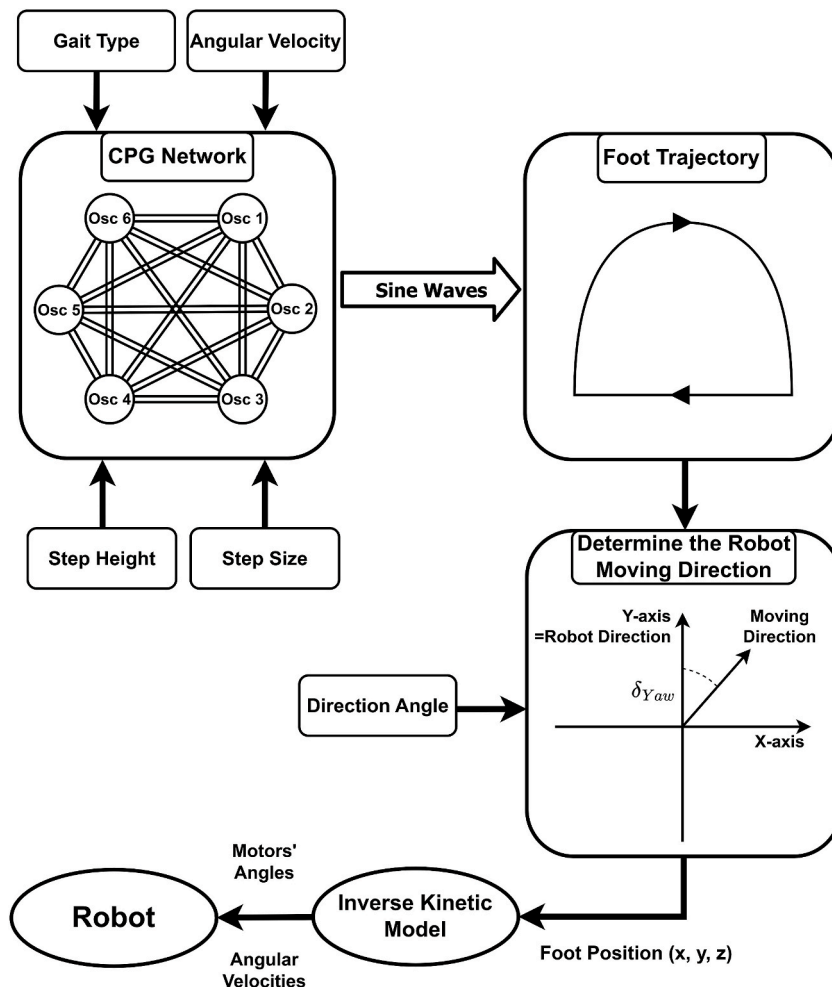 Gait Type
Angular Velocity
CPG Network
Osc 6
Osc 1
Osc 5
Osc 2
Osc 4
Osc 3
Sine Waves
Foot Trajectory
Step Height
Step Size
Determine the Robot
Moving Direction
Y-axis
=Robot Direction
Moving
Direction
δYaw
X-axis
Direction Angle
Motors'
Angles
Robot
Inverse Kinetic
Model
Angular
Velocities
Foot Position (x, y, z)